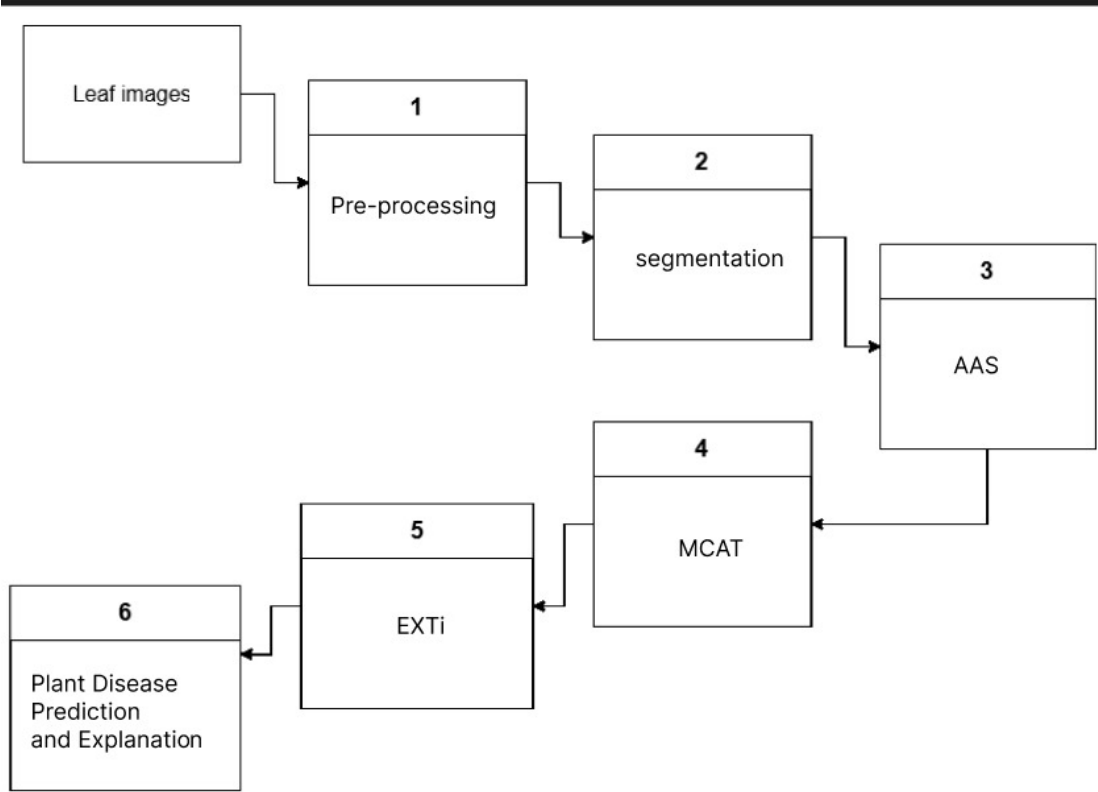 Leaf images
1
Pre-processing
2
segmentation
3
AAS
4
MCAT
5
EXTi
6
Plant Disease
Prediction
and Explanation